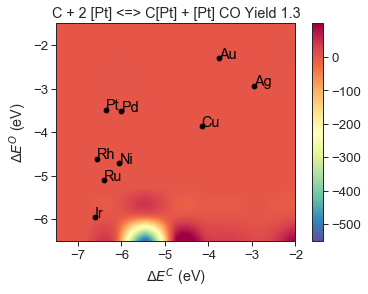 C + 2 [Pt] <=> C[Pt] + [Pt] CO Yield 1.3
−2
−3
−4
−5
−6
ΔE^O (eV)
Au
Ag
Pt
Pd
Cu
Rh
Ni
Ru
Ir
−7
−6
−5
−4
−3
−2
ΔE^C (eV)
0
−100
−200
−300
−400
−500